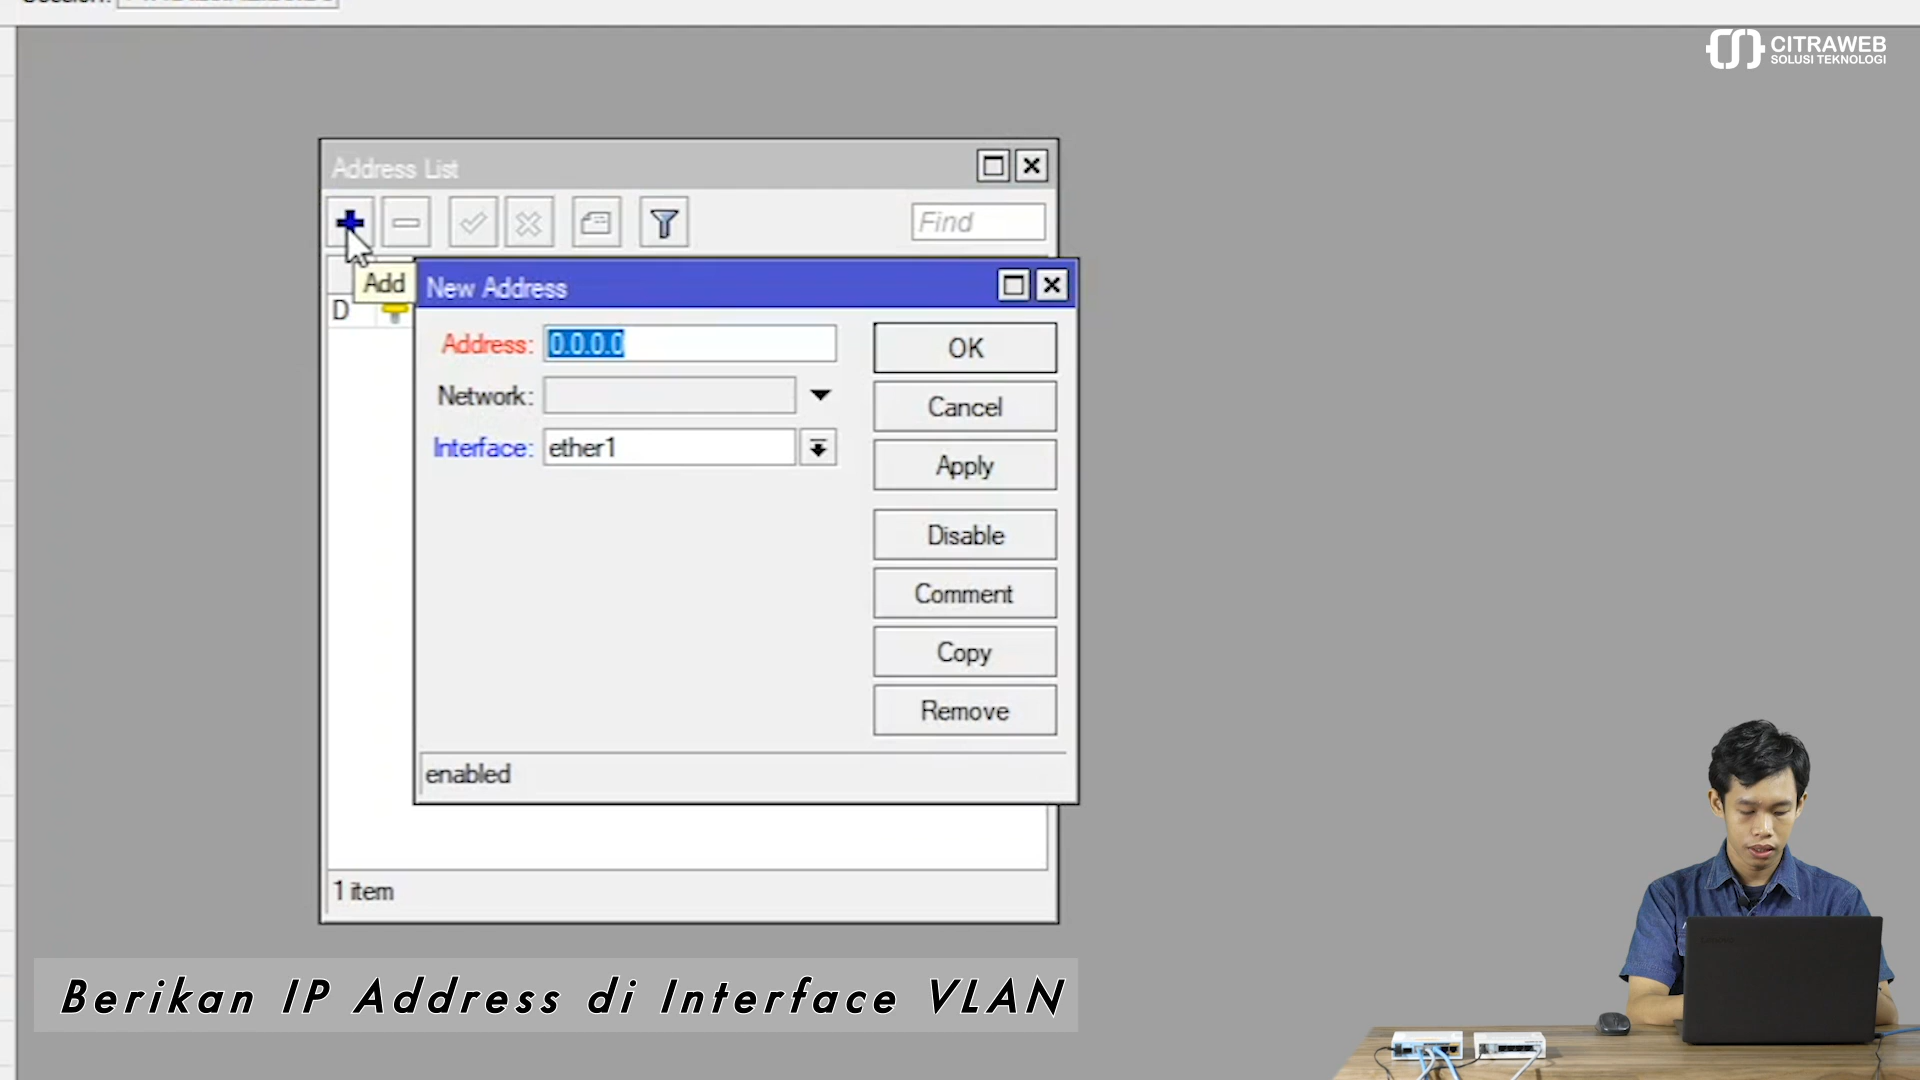 CITRAWEB
SOLUSI TEKNOLOGI
Address List
Find
Add
D
New Address
Address: 0.0.0.0
Network:
Interface: ether1
OK
Cancel
Apply
Disable
Comment
Copy
Remove
enabled
1 item
Berikan IP Address di Interface VLAN